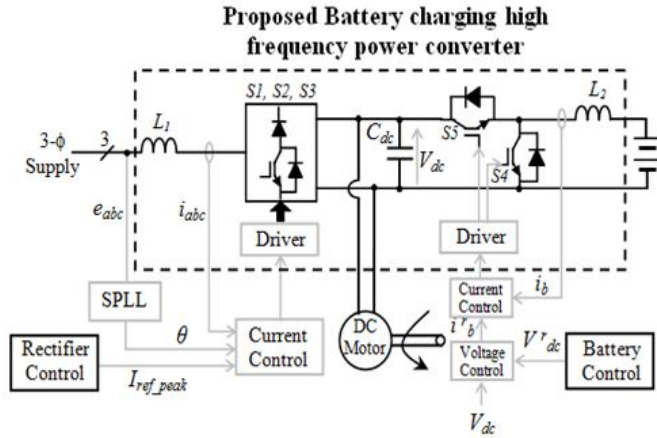 Proposed Battery charging high
frequency power converter
S1, S2, S3
L1
L2
3-ϕ
Supply
3
Cdc
Vdc
S5
S4
eabc
iabc
Driver
Driver
SPLL
θ
Current
Control
Rectifier
Control
Iref_peak
DC
Motor
Current
Control
ib
irb
Voltage
Control
Vrdc
Battery
Control
Vdc